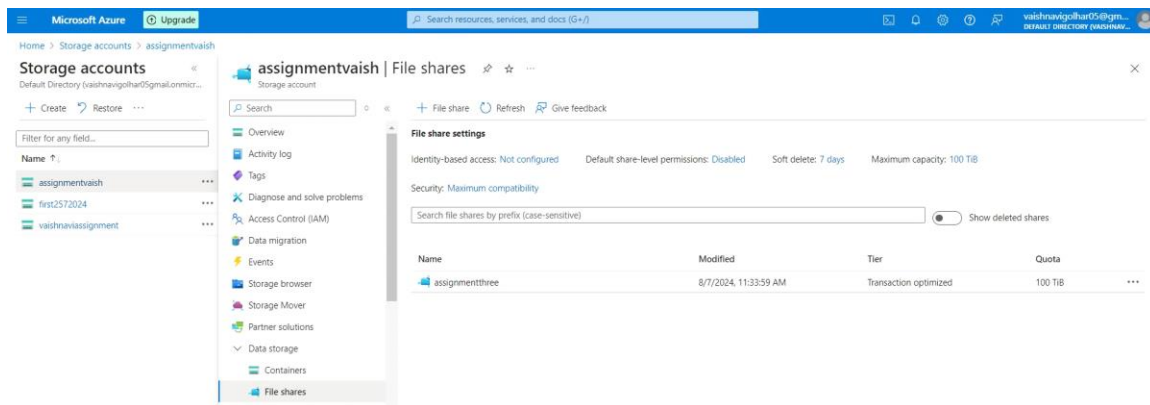 Microsoft Azure
Upgrade
Search resources, services, and docs (G+/)
vaishnavigolhar05@gm...
DEFAULT DIRECTORY (VAISHNAV...
Home > Storage accounts > assignmentvaish
Storage accounts
Default Directory (vaishnavigolhar05gmail.onmicr...
+ Create Restore ...
Filter for any field...
Name ↑
assignmentvaish ...
first2572024 ...
vaishnaviassignment ...
assignmentvaish | File shares ...
Storage account
Search
Overview
Activity log
Tags
Diagnose and solve problems
Access Control (IAM)
Data migration
Events
Storage browser
Storage Mover
Partner solutions
Data storage
Containers
File shares
+ File share Refresh Give feedback
File share settings
Identity-based access: Not configured Default share-level permissions: Disabled Soft delete: 7 days Maximum capacity: 100 TiB
Security: Maximum compatibility
Search file shares by prefix (case-sensitive) Show deleted shares
Name Modified Tier Quota
assignmentthree 8/7/2024, 11:33:59 AM Transaction optimized 100 TiB ...